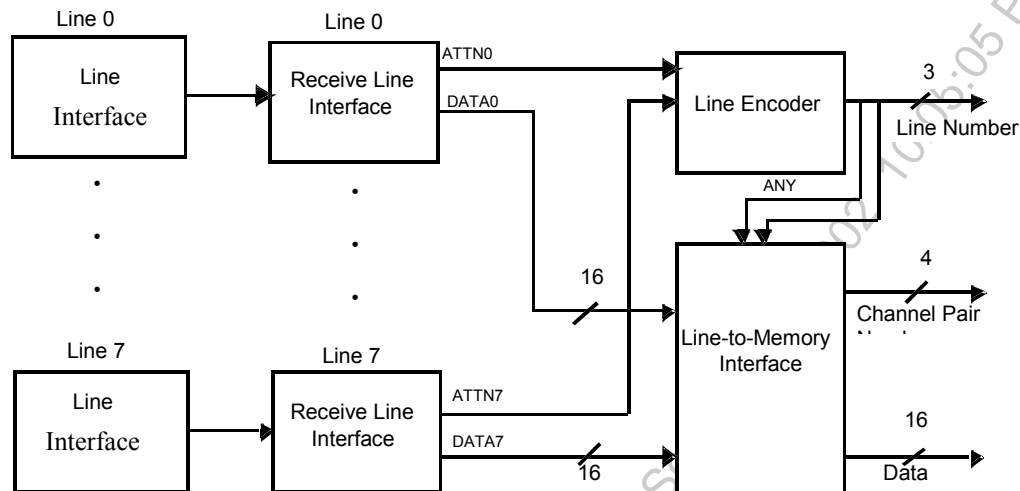 Line 0
Line 0
Line
Interface
Receive Line
Interface
ATTN0
DATA0
Line Encoder
3
Line Number
ANY
16
4
Channel Pair
Line-to-Memory
Interface
Line 7
Line 7
Line
Interface
Receive Line
Interface
ATTN7
DATA7
16
16
Data